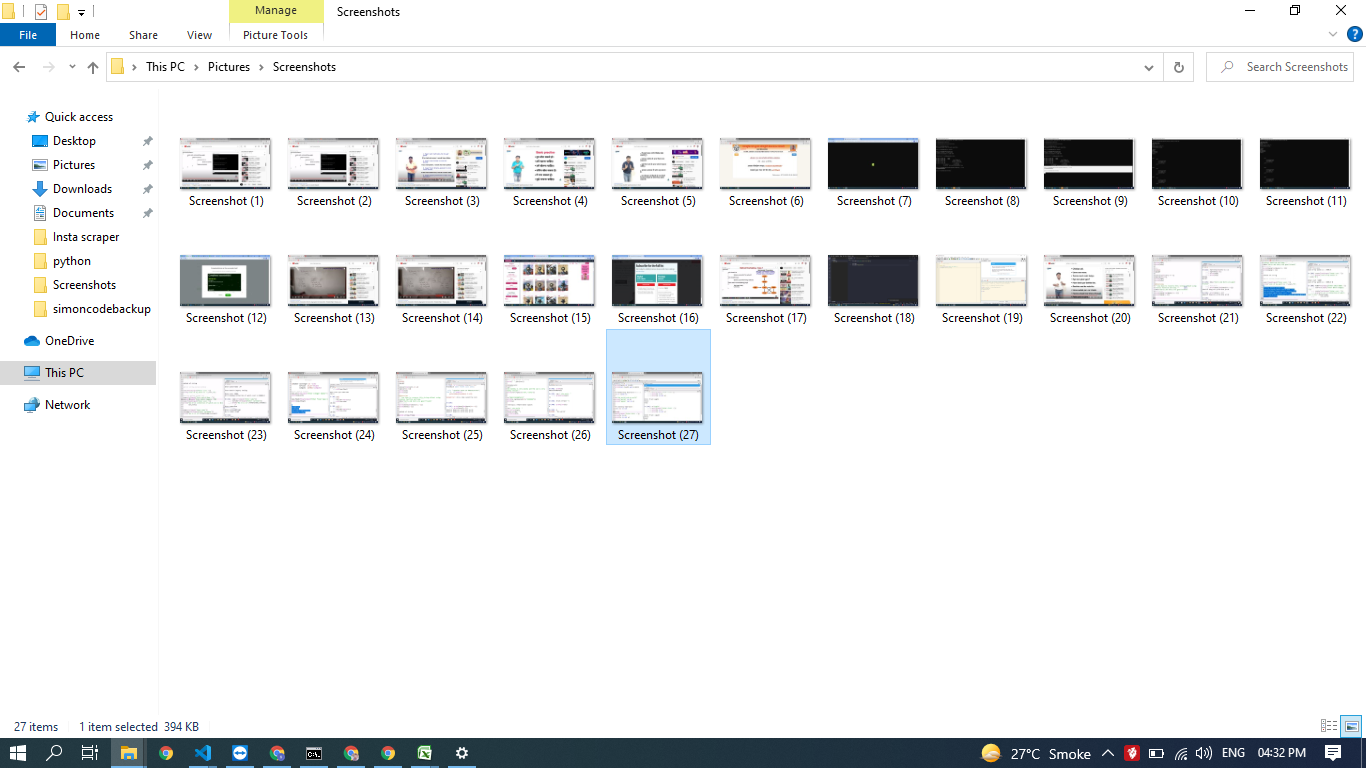 Manage
Screenshots
File
Home
Share
View
Picture Tools
This PC
Pictures
Screenshots
Search Screenshots
Quick access
Desktop
Pictures
Downloads
Documents
Insta scraper
python
Screenshots
simoncodebackup
OneDrive
This PC
Network
Screenshot (1)
Screenshot (2)
Screenshot (3)
Screenshot (4)
Screenshot (5)
Screenshot (6)
Screenshot (7)
Screenshot (8)
Screenshot (9)
Screenshot (10)
Screenshot (11)
Screenshot (12)
Screenshot (13)
Screenshot (14)
Screenshot (15)
Screenshot (16)
Screenshot (17)
Screenshot (18)
Screenshot (19)
Screenshot (20)
Screenshot (21)
Screenshot (22)
Screenshot (23)
Screenshot (24)
Screenshot (25)
Screenshot (26)
Screenshot (27)
27 items
1 item selected 394 KB
27°C Smoke
ENG
04:32 PM